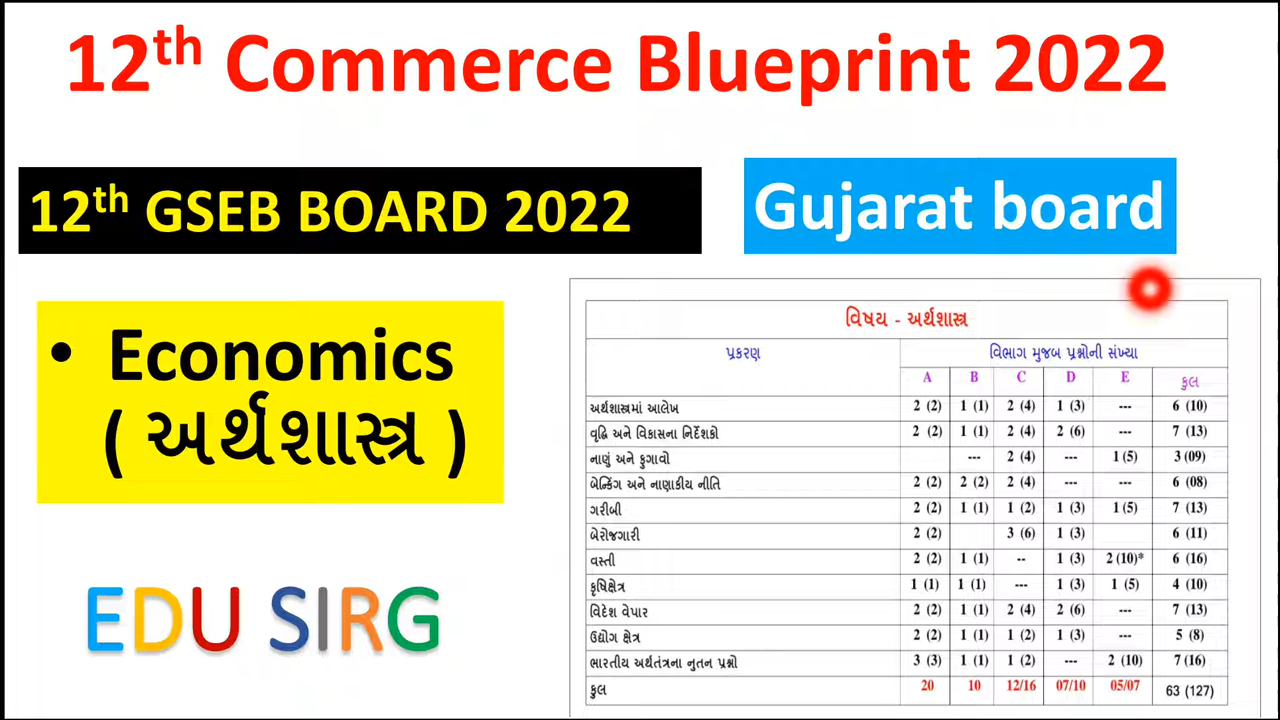 12th Commerce Blueprint 2022
12th GSEB BOARD 2022
Gujarat board
• Economics
( અર્થશાસ્ત્ર )
EDU SIRG
વિષય - અર્થશાસ્ત્ર
પ્રકરણ વિભાગ મુજબ પ્રશ્નોની સંખ્યા
A B C D E કુલ
અર્થશાસ્ત્રમાં આલેખ 2 (2) 1 (1) 2 (4) 1 (3) --- 6 (10)
વૃદ્ધિ અને વિકાસના નિર્દેશકો 2 (2) 1 (1) 2 (4) 2 (6) --- 7 (13)
નાણું અને ફુગાવો --- 2 (4) --- 1 (5) 3 (09)
બેન્કિંગ અને નાણાકીય નીતિ 2 (2) 2 (2) 2 (4) --- --- 6 (08)
ગરીબી 2 (2) 1 (1) 1 (2) 1 (3) 1 (5) 7 (13)
બેરોજગારી 2 (2) 3 (6) 1 (3) 6 (11)
વસ્તી 2 (2) 1 (1) -- 1 (3) 2 (10)* 6 (16)
કૃષિક્ષેત્ર 1 (1) 1 (1) --- 1 (3) 1 (5) 4 (10)
વિદેશ વેપાર 2 (2) 1 (1) 2 (4) 2 (6) --- 7 (13)
ઉદ્યોગ ક્ષેત્ર 2 (2) 1 (1) 1 (2) 1 (3) --- 5 (8)
ભારતીય અર્થતંત્રના નુતન પ્રશ્નો 3 (3) 1 (1) 1 (2) --- 2 (10) 7 (16)
કુલ 20 10 12/16 07/10 05/07 63 (127)